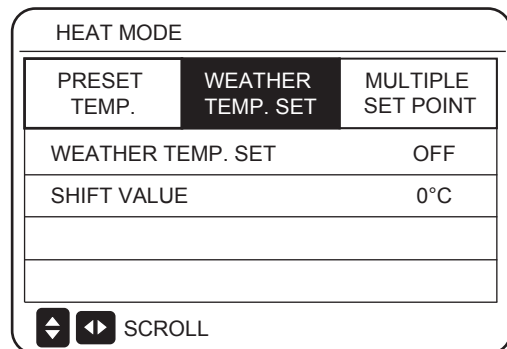 HEAT MODE
PRESET TEMP.
WEATHER TEMP. SET
MULTIPLE SET POINT
WEATHER TEMP. SET OFF
SHIFT VALUE 0°C
SCROLL